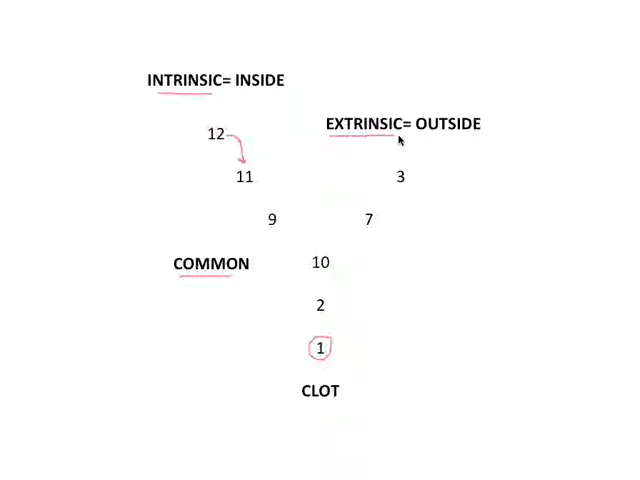 INTRINSIC= INSIDE
EXTRINSIC= OUTSIDE
12
11
3
9
7
COMMON
10
2
1
CLOT